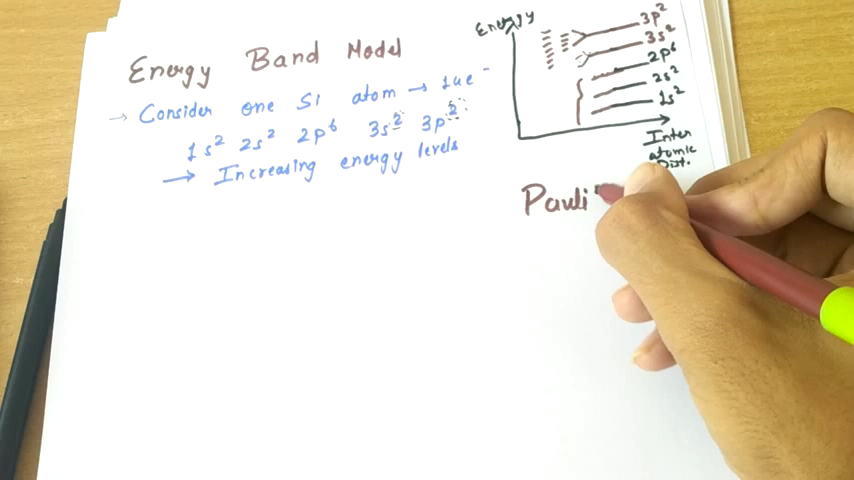 Energy Band Model
→ Consider one Si atom → 14e⁻
1s² 2s² 2p⁶ 3s² 3p²
→ Increasing energy levels
Energy
3p²
3s²
2p⁶
2s²
1s²
Inter
atomic
Dist.
Pauli